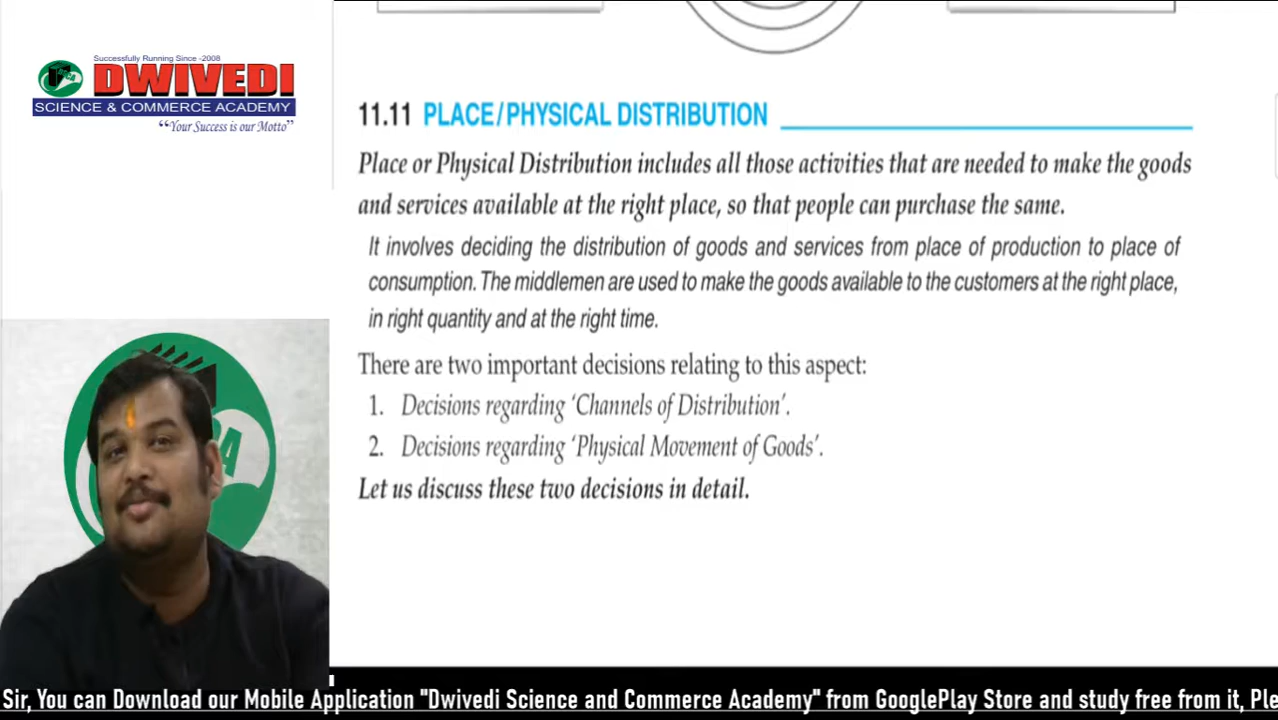 Successfully Running Since -2008
DWIVEDI
SCIENCE & COMMERCE ACADEMY
“Your Success is our Motto”
11.11 PLACE/PHYSICAL DISTRIBUTION
Place or Physical Distribution includes all those activities that are needed to make the goods
and services available at the right place, so that people can purchase the same.
It involves deciding the distribution of goods and services from place of production to place of
consumption. The middlemen are used to make the goods available to the customers at the right place,
in right quantity and at the right time.
There are two important decisions relating to this aspect:
1. Decisions regarding ‘Channels of Distribution’.
2. Decisions regarding ‘Physical Movement of Goods’.
Let us discuss these two decisions in detail.
Sir, You can Download our Mobile Application "Dwivedi Science and Commerce Academy" from GooglePlay Store and study free from it, Ple